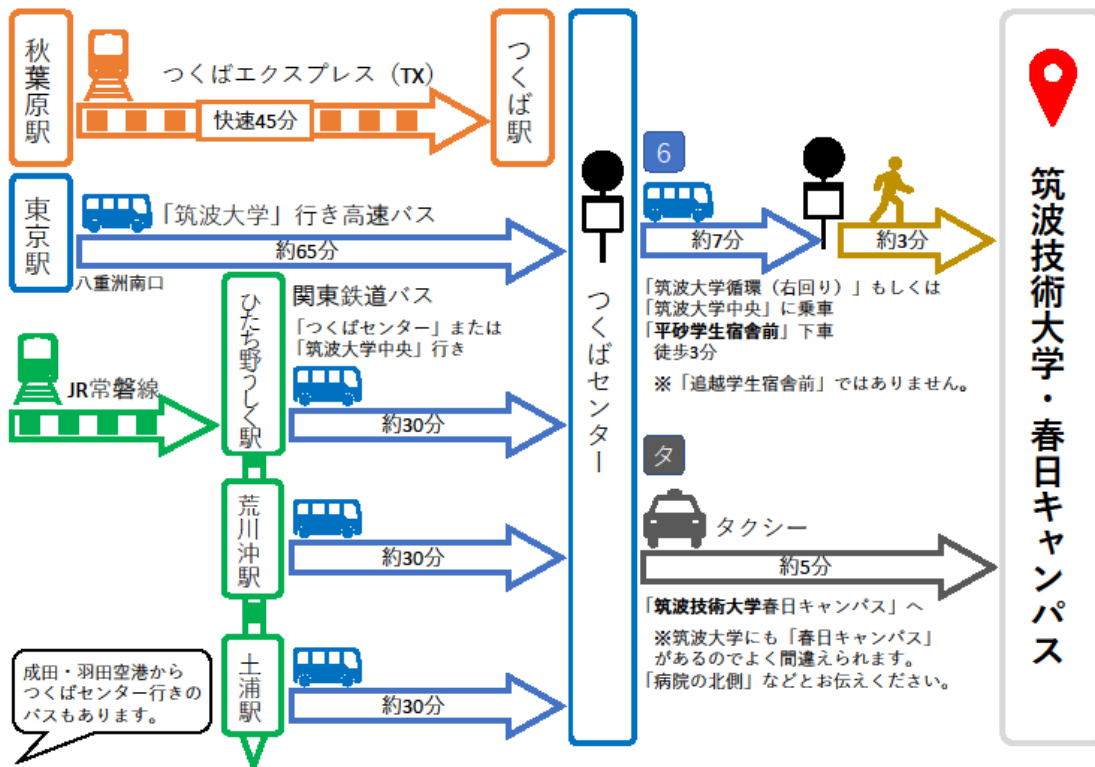 秋葉原駅
つくばエクスプレス（TX）
快速45分
つくば駅
東京駅
八重洲南口
「筑波大学」行き高速バス
約65分
JR常磐線
ひたち野うしく駅
関東鉄道バス
「つくばセンター」または
「筑波大学中央」行き
約30分
荒川沖駅
約30分
土浦駅
約30分
成田・羽田空港から
つくばセンター行きの
バスもあります。
つくばセンター
6
約7分
約3分
「筑波大学循環（右回り）」もしくは
「筑波大学中央」に乗車
「平砂学生宿舎前」下車
徒歩3分
※「追越学生宿舎前」ではありません。
タ
タクシー
約5分
「筑波技術大学春日キャンパス」へ
※筑波大学にも「春日キャンパス」
があるのでよく間違えられます。
「病院の北側」などとお伝えください。
筑波技術大学・春日キャンパス